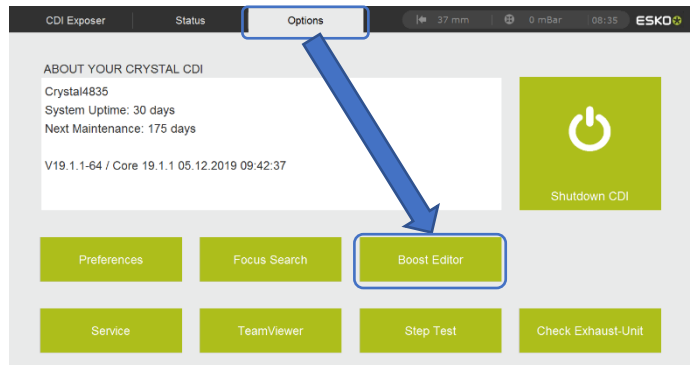 CDI Exposer Status Options 37 mm 0 mBar 08:35 ESKO
ABOUT YOUR CRYSTAL CDI
Crystal4835
System Uptime: 30 days
Next Maintenance: 175 days
V19.1.1-64 / Core 19.1.1 05.12.2019 09:42:37
Shutdown CDI
Preferences Focus Search Boost Editor
Service TeamViewer Step Test Check Exhaust-Unit